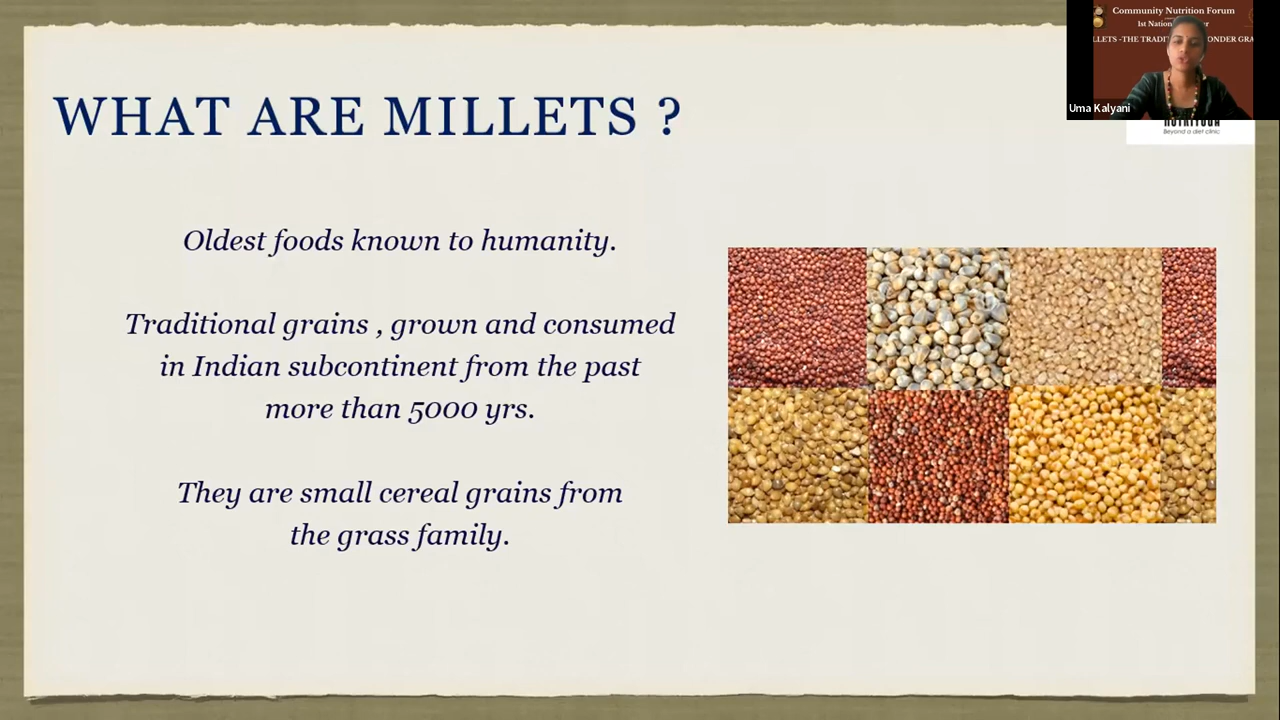 WHAT ARE MILLETS ?
Oldest foods known to humanity.
Traditional grains , grown and consumed
in Indian subcontinent from the past
more than 5000 yrs.
They are small cereal grains from
the grass family.
Community Nutrition Forum
1st
Uma Kalyani
Beyond a diet clinic